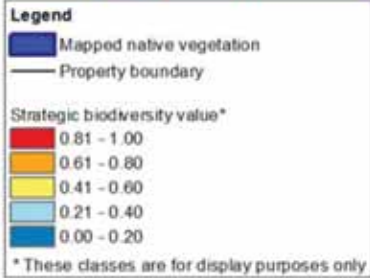 Legend
Mapped native vegetation
Property boundary
Strategic biodiversity value*
0.81 - 1.00
0.61 - 0.80
0.41 - 0.60
0.21 - 0.40
0.00 - 0.20
* These classes are for display purposes only